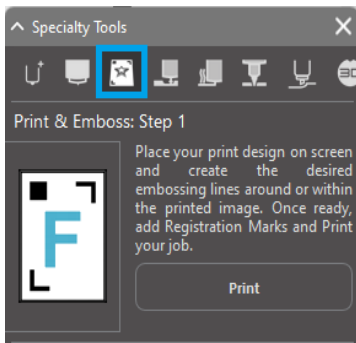 Specialty Tools
3D
Print & Emboss: Step 1
Place your print design on screen
and create the desired
embossing lines around or within
the printed image. Once ready,
add Registration Marks and Print
your job.
F
Print